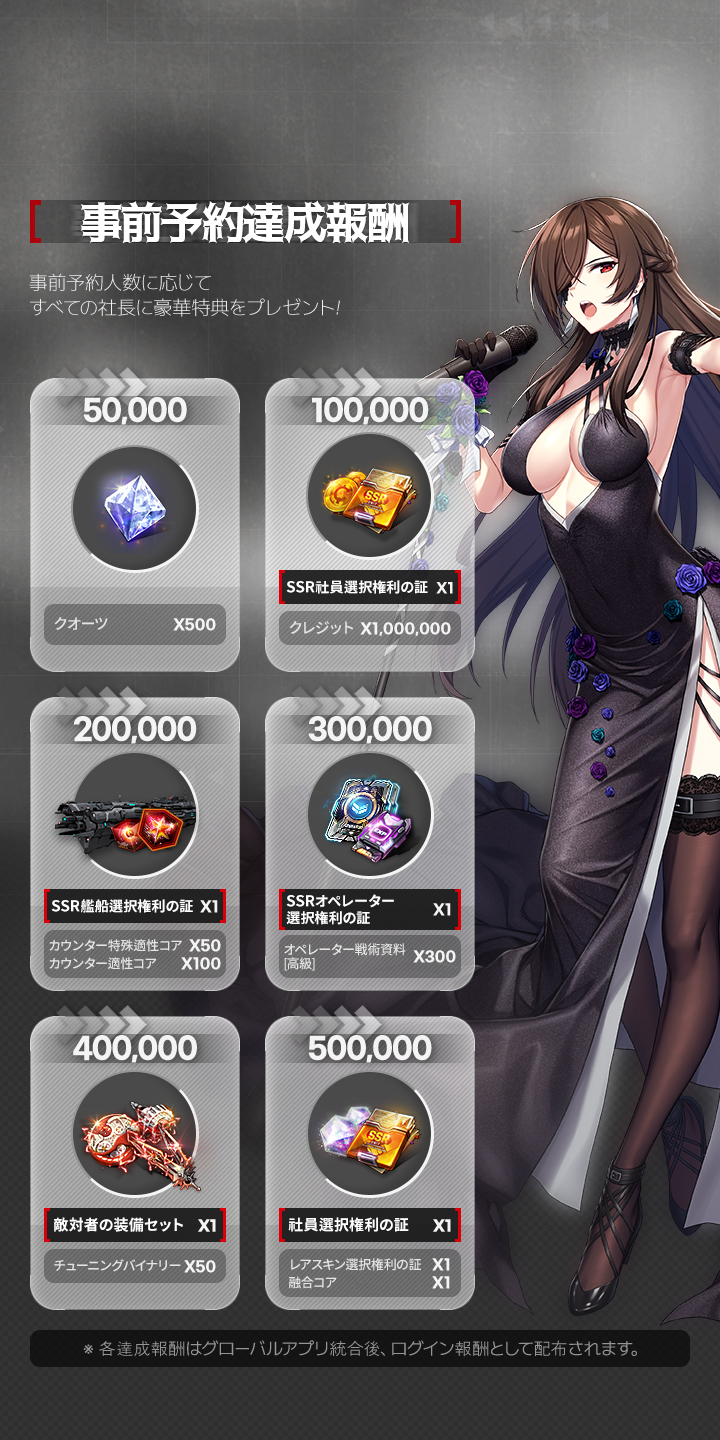 事前予約達成報酬
事前予約人数に応じて
すべての社長に豪華特典をプレゼント!
50,000
クオーツ X500
100,000
SSR社員選択権利の証 X1
クレジット X1,000,000
200,000
SSR艦船選択権利の証 X1
カウンター特殊適性コア X50
カウンター適性コア X100
300,000
SSRオペレーター
選択権利の証 X1
オペレーター戦術資料
[高級] X300
400,000
敵対者の装備セット X1
チューニングバイナリー X50
500,000
社員選択権利の証 X1
レアスキン選択権利の証 X1
融合コア X1
※ 各達成報酬はグローバルアプリ統合後、ログイン報酬として配布されます。